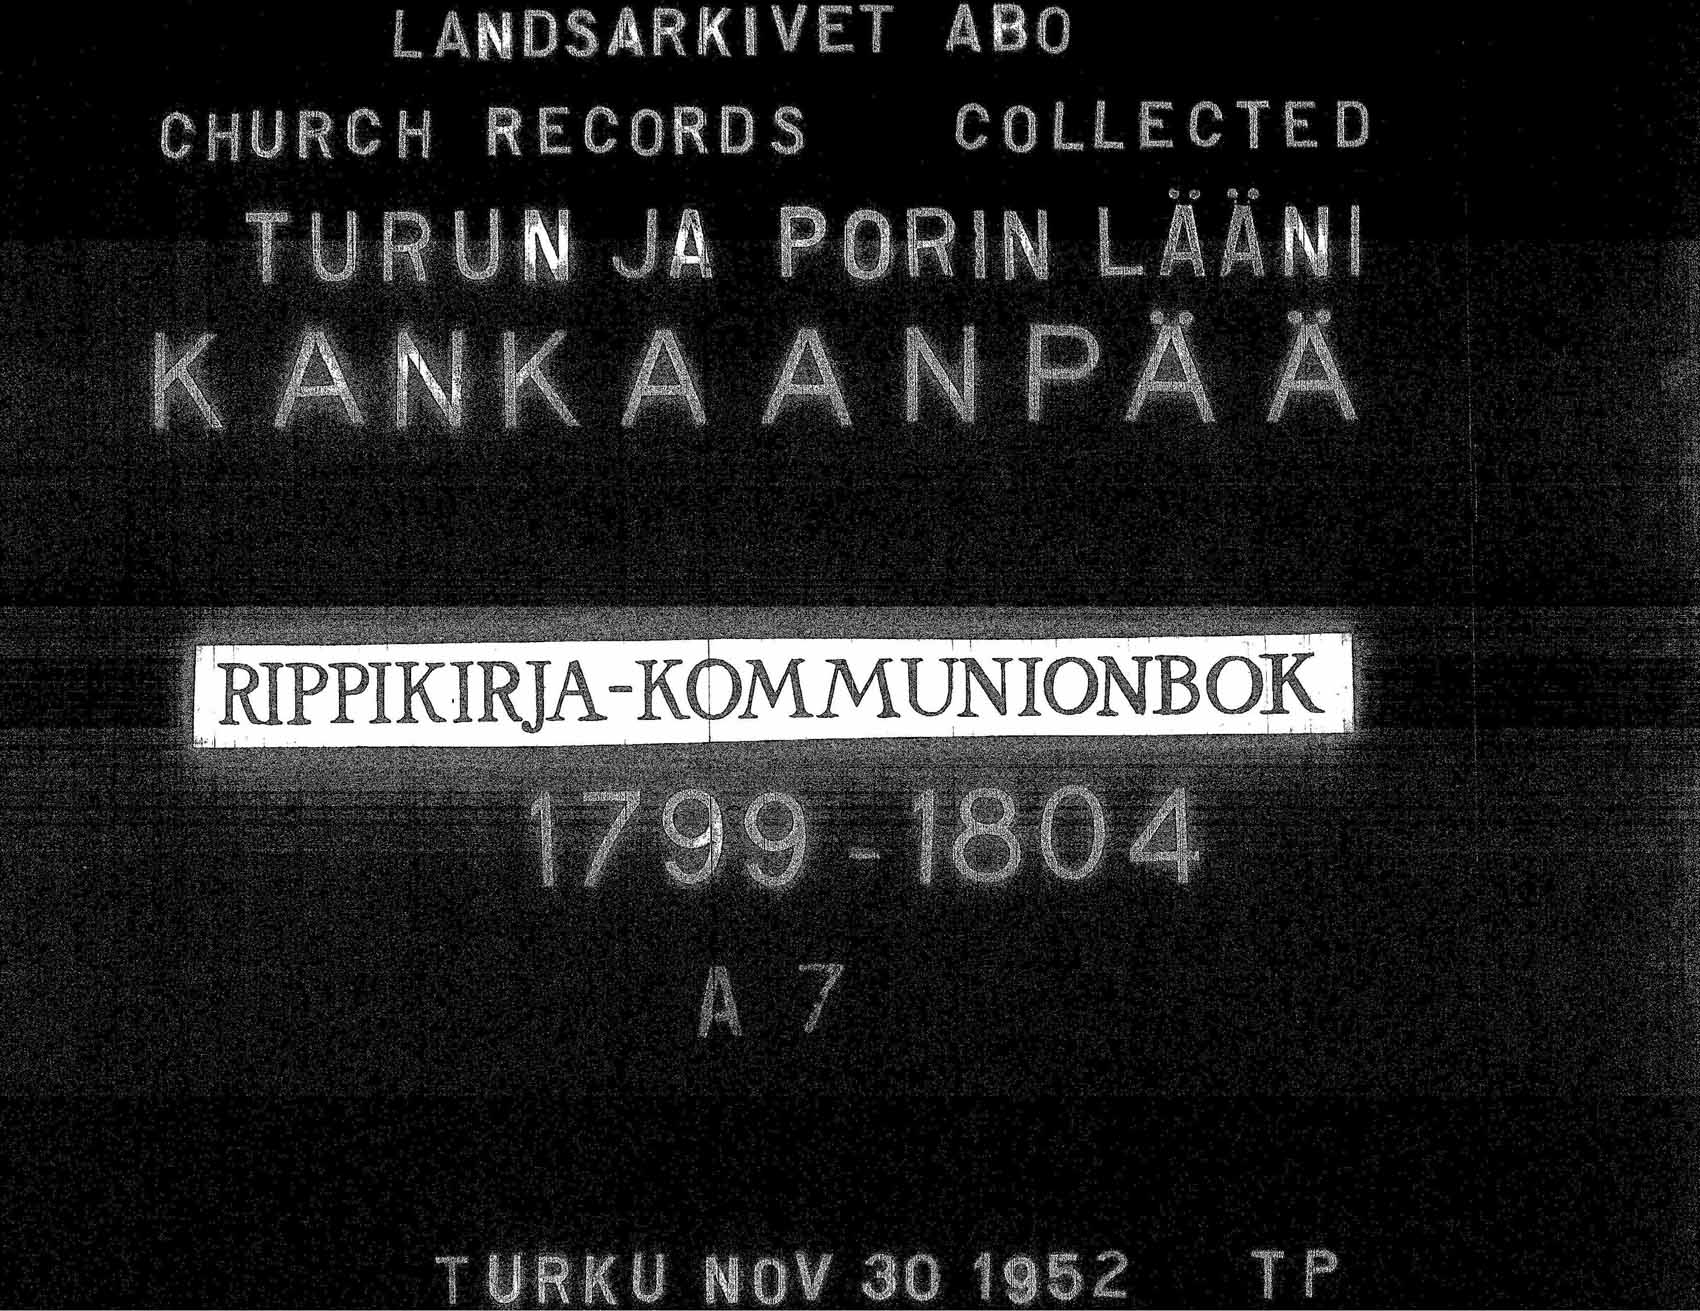 LANDSARKIVET ABO
CHURCH RECORDS COLLECTED
TURUN JA PORIN LÄÄNI
KANKAANPÄÄ
RIPPIKIRJA-KOMMUNIONBOK
1799-1804
A 7
TURKU NOV 30 1952 TP